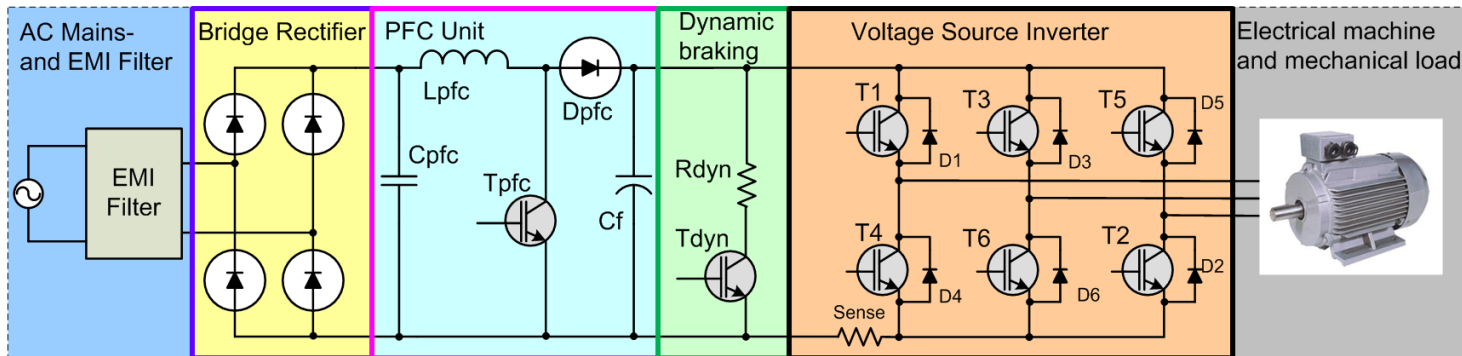 AC Mains-
and EMI Filter
Bridge Rectifier
PFC Unit
Dynamic
braking
Voltage Source Inverter
Electrical machine
and mechanical load
EMI
Filter
Lpfc
Dpfc
Cpfc
Tpfc
Cf
Rdyn
Tdyn
T1
D1
T3
D3
T5
D5
T4
D4
T6
D6
T2
D2
Sense